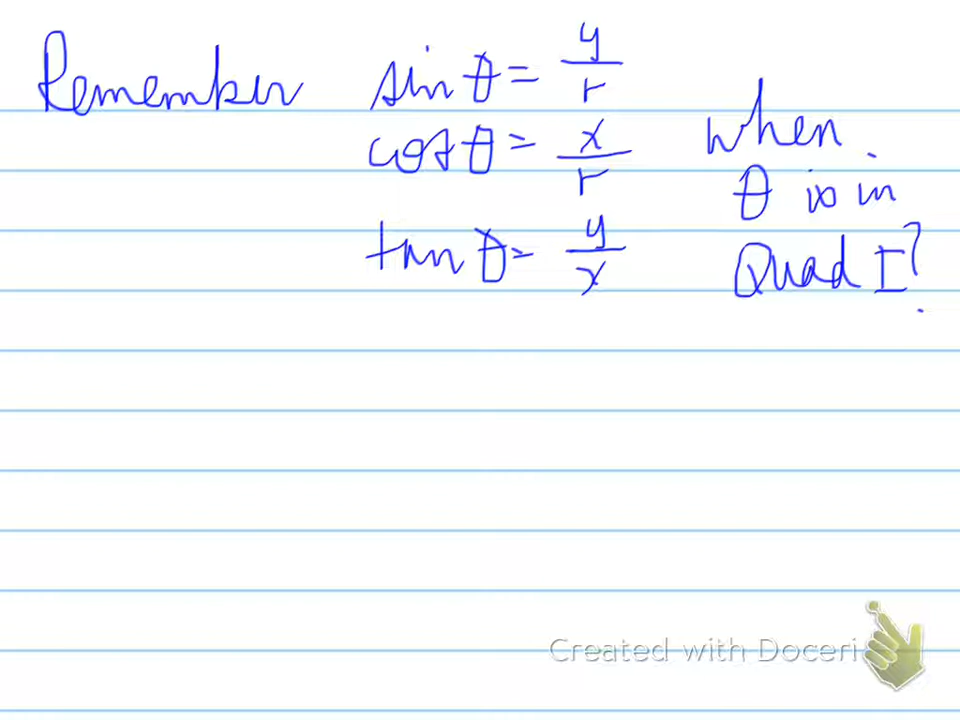 Remember sin θ = y/r
cos θ = x/r when
θ is in
tan θ = y/x Quad I?
Created with Doceri